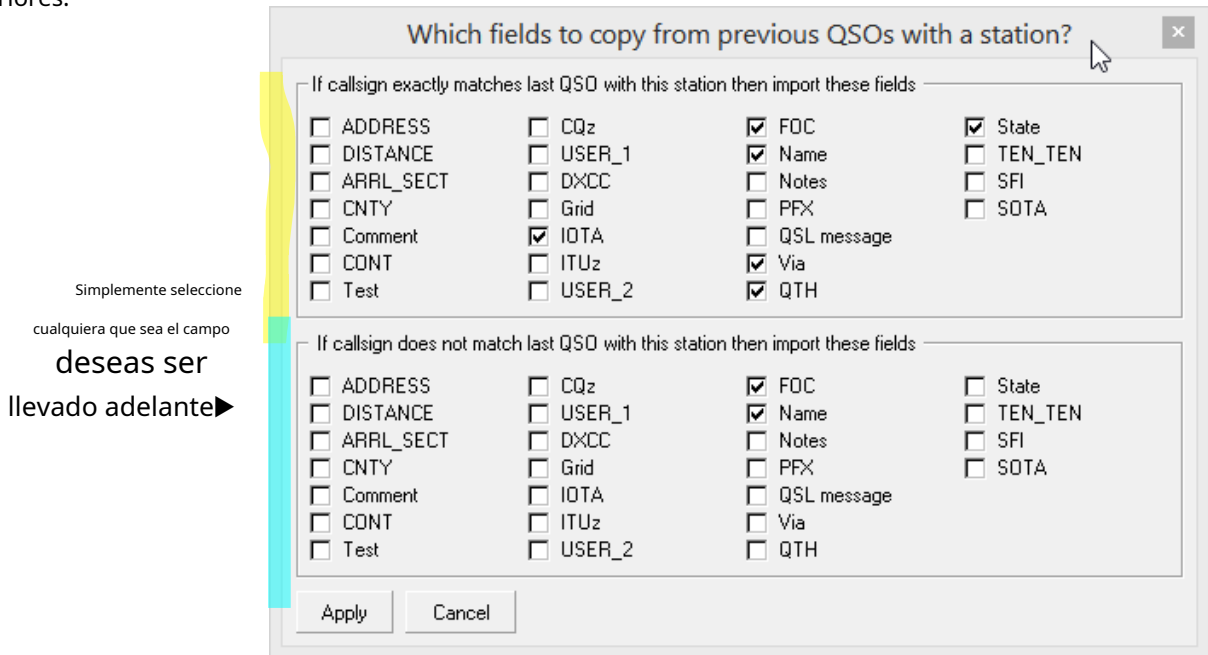 Which fields to copy from previous QSOs with a station?
If callsign exactly matches last QSO with this station then import these fields
ADDRESS CQz FOC State
DISTANCE USER_1 Name TEN_TEN
ARRL_SECT DXCC Notes SFI
CNTY Grid PFX SOTA
Comment IOTA QSL message
CONT ITUz Via
Test USER_2 QTH
Simplemente seleccione
cualquiera que sea el campo
deseas ser
llevado adelante▶
If callsign does not match last QSO with this station then import these fields
ADDRESS CQz FOC State
DISTANCE USER_1 Name TEN_TEN
ARRL_SECT DXCC Notes SFI
CNTY Grid PFX SOTA
Comment IOTA QSL message
CONT ITUz Via
Test USER_2 QTH
Apply Cancel